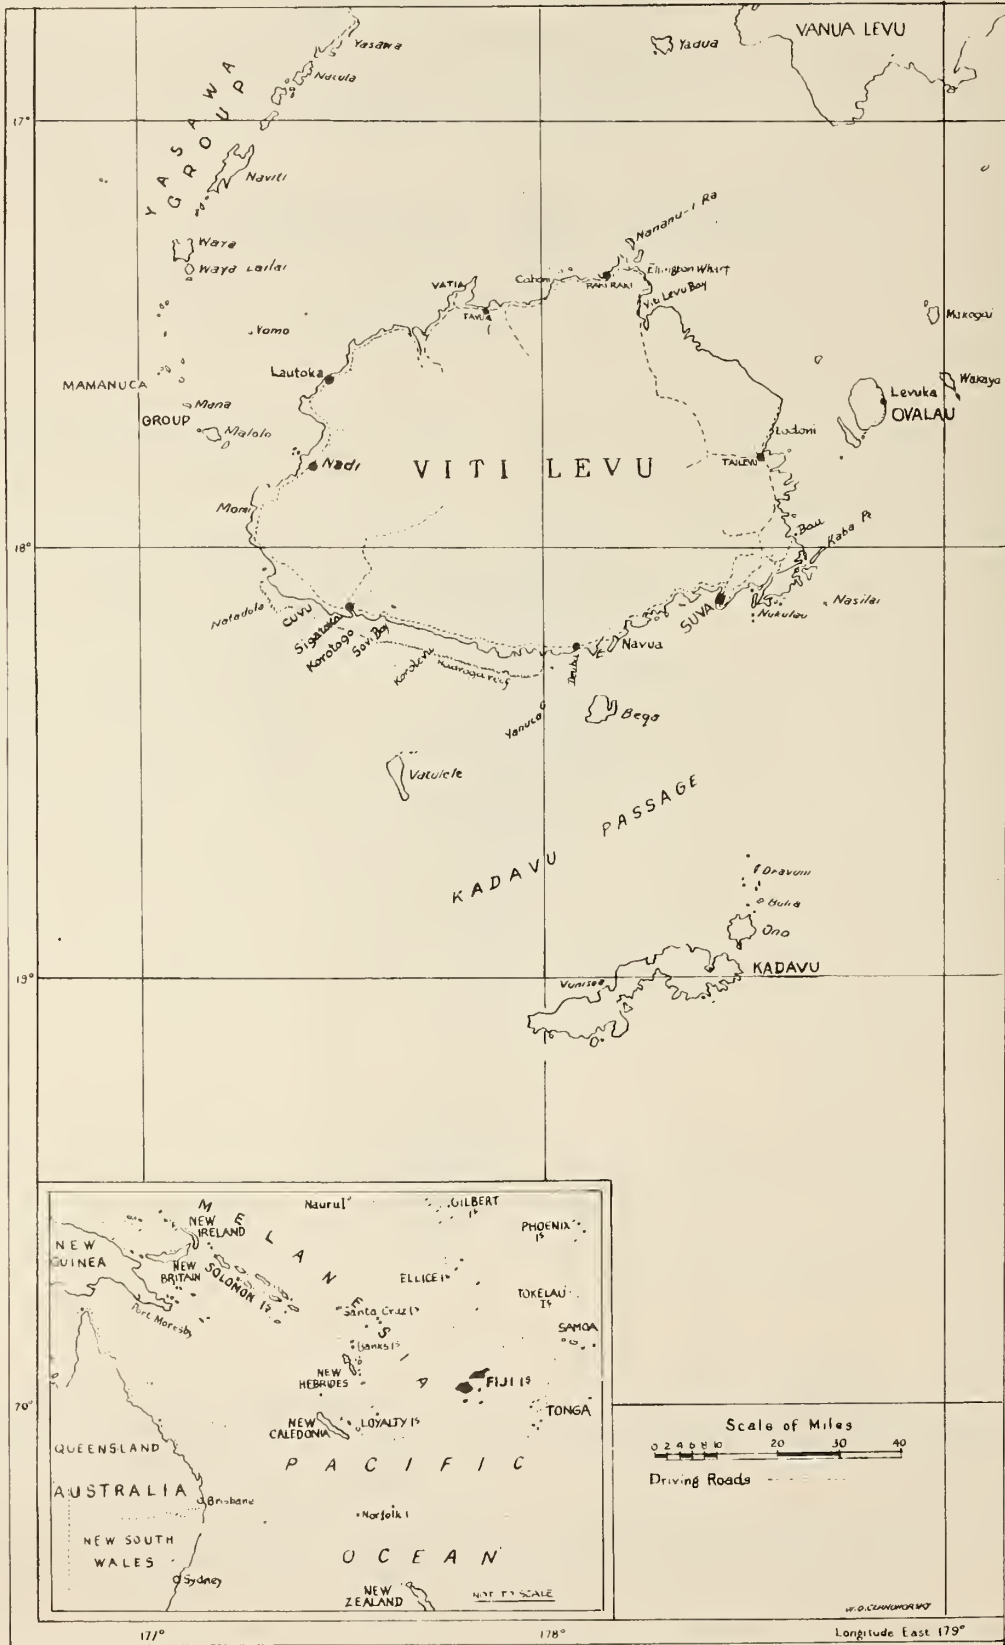 VANUA LEVU
Yasawa
Yadua
Nacula
YASAWA
GROUP
17°
Naviti
Nananu-I Ra
Waya
Waya Lailai
Ellington Wharf
VATIA
RAKI RAKI
Viti Levu Bay
TAVUA
Makogai
Vomo
Lautoka
MAMANUCA
GROUP
Wakaya
Levuka
OVALAU
Mana
Malolo
Lodoni
TAILEVU
Nadi
VITI LEVU
Momi
Bau
Kaba Pt
18°
Natadola
CUVU
Sigatoka
Korotogo
Sovi Bay
SUVA
Nukulau
Nasilai
Korolevu
Navua
Deuba
Yanuca
Beqa
Vatulele
KADAVU PASSAGE
Dravuni
Bulia
Ono
19°
KADAVU
Vunisea
MELANESIA
Nauru I.
GILBERT
IS
NEW
IRELAND
PHOENIX
IS
NEW
GUINEA
NEW
BRITAIN
SOLOMON IS
ELLICE IS
TOKELAU
IS
Port Moresby
Santa Cruz IS
SAMOA
Banks IS
NEW
HEBRIDES
FIJI IS
NEW
CALEDONIA
LOYALTY IS
TONGA
QUEENSLAND
PACIFIC
AUSTRALIA
Brisbane
Norfolk I
NEW SOUTH
WALES
OCEAN
Sydney
NEW
ZEALAND
NOT TO SCALE
Scale of Miles
0 2 4 6 8 10 20 30 40
Driving Roads
177° 178° Longitude East 179°